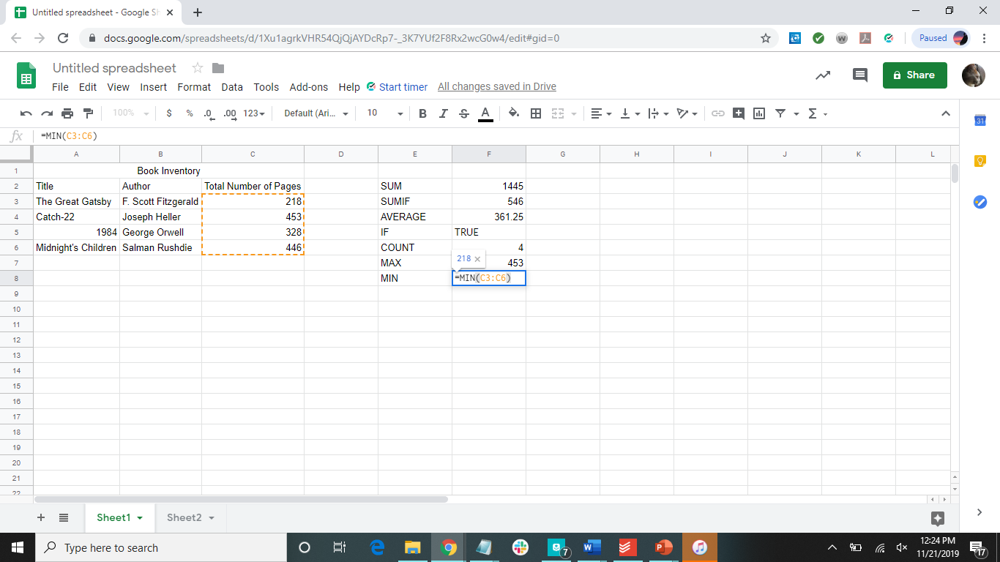 Untitled spreadsheet - Google Sh
docs.google.com/spreadsheets/d/1Xu1agrkVHR54QjQjAYDcRp7-_3K7YUf2F8Rx2wcG0w4/edit#gid=0
Paused
Untitled spreadsheet
File Edit View Insert Format Data Tools Add-ons Help Start timer All changes saved in Drive
Share
100% $ % .0 .00 123 Default (Ari... 10 B I S A Σ
31
fx =MIN(C3:C6)
A B C D E F G H I J K L
1 Book Inventory
2 Title Author Total Number of Pages SUM 1445
3 The Great Gatsby F. Scott Fitzgerald 218 SUMIF 546
4 Catch-22 Joseph Heller 453 AVERAGE 361.25
5 1984 George Orwell 328 IF TRUE
6 Midnight's Children Salman Rushdie 446 COUNT 4
218 ×
7 MAX 453
8 MIN =MIN(C3:C6)
9
10
11
12
13
14
15
16
17
18
19
20
21
22
Sheet1 Sheet2
Type here to search
7
12:24 PM
11/21/2019
17